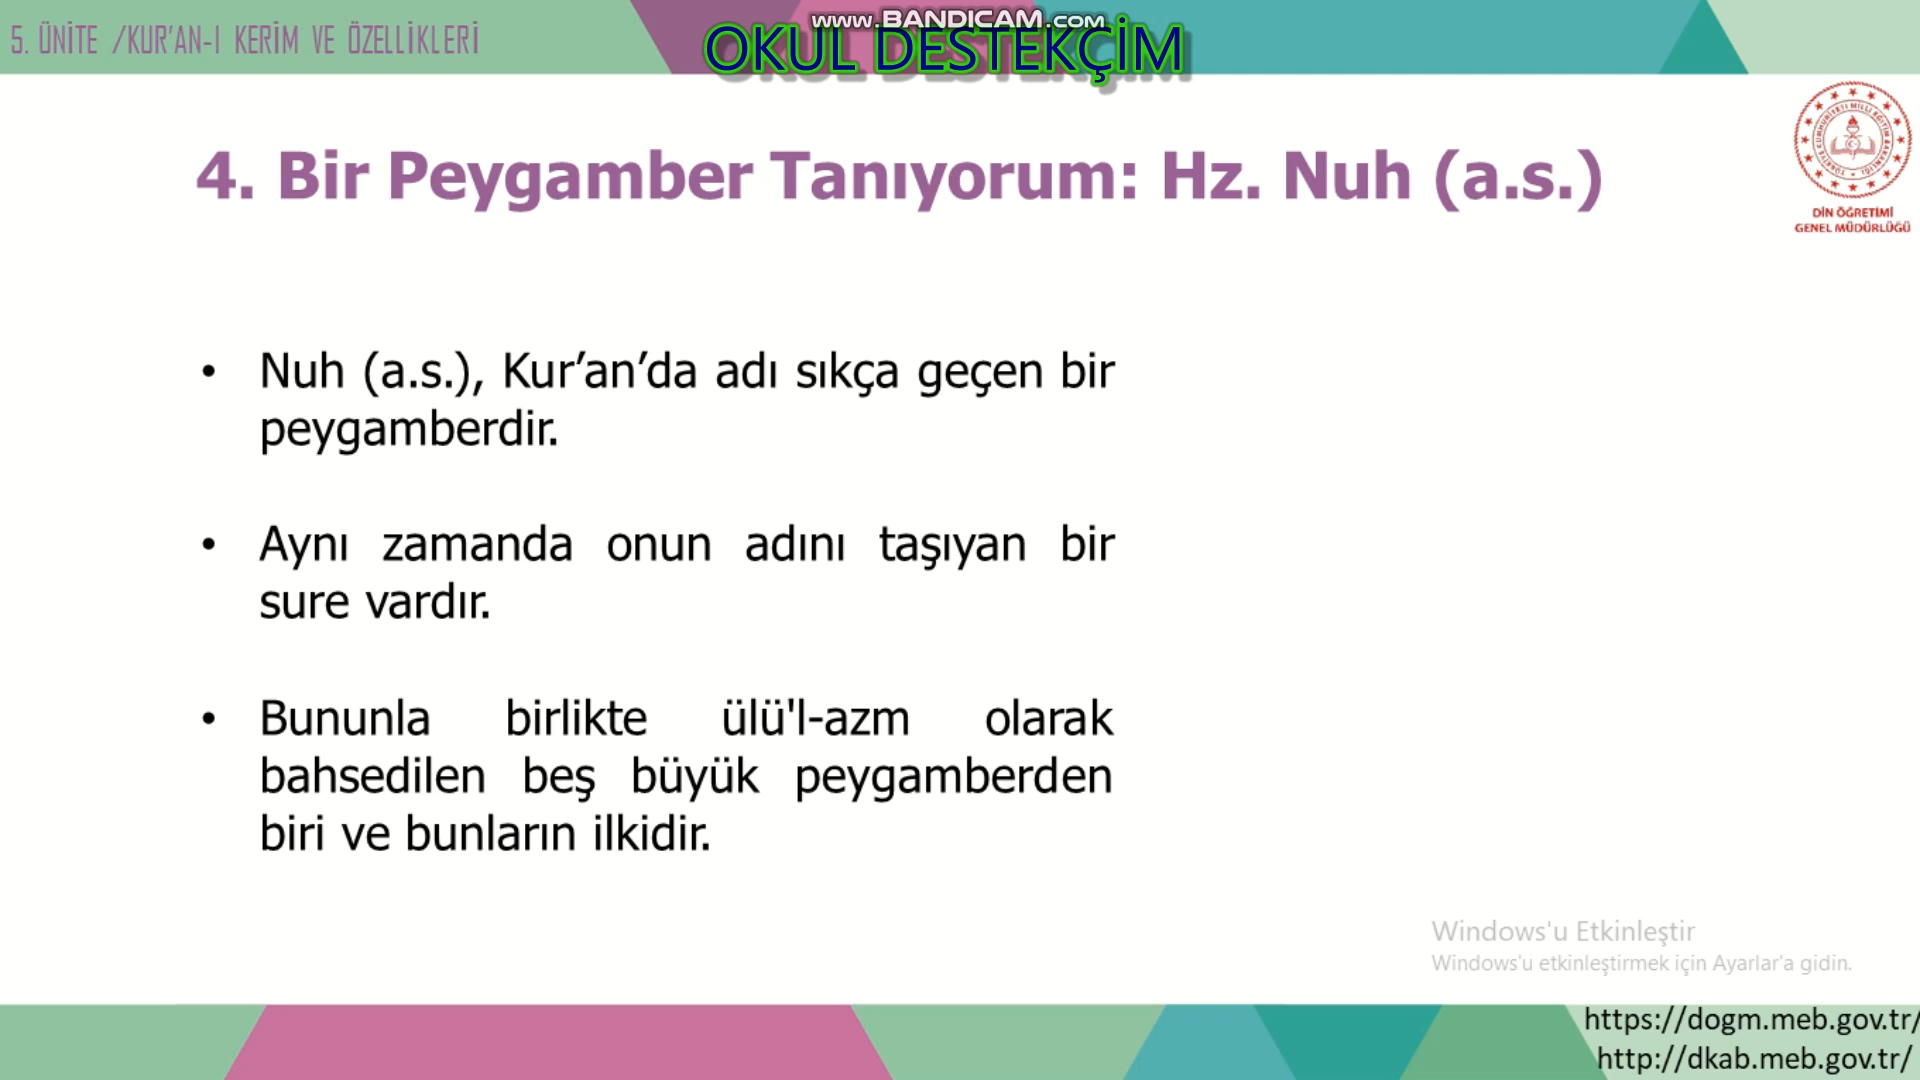 www.BANDICAM.com
5. ÜNİTE /KUR'AN-I KERİM VE ÖZELLİKLERİ
OKUL DESTEKÇİM
4. Bir Peygamber Tanıyorum: Hz. Nuh (a.s.)
DİN ÖĞRETİMİ
GENEL MÜDÜRLÜĞÜ
• Nuh (a.s.), Kur’an’da adı sıkça geçen bir
peygamberdir.
• Aynı zamanda onun adını taşıyan bir
sure vardır.
• Bununla birlikte ülü'l-azm olarak
bahsedilen beş büyük peygamberden
biri ve bunların ilkidir.
Windows'u Etkinleştir
Windows'u etkinleştirmek için Ayarlar'a gidin.
https://dogm.meb.gov.tr/
http://dkab.meb.gov.tr/